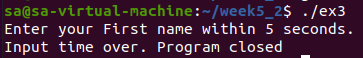 sa@sa-virtual-machine:~/week5_2$ ./ex3
Enter your First name within 5 seconds.
Input time over. Program closed